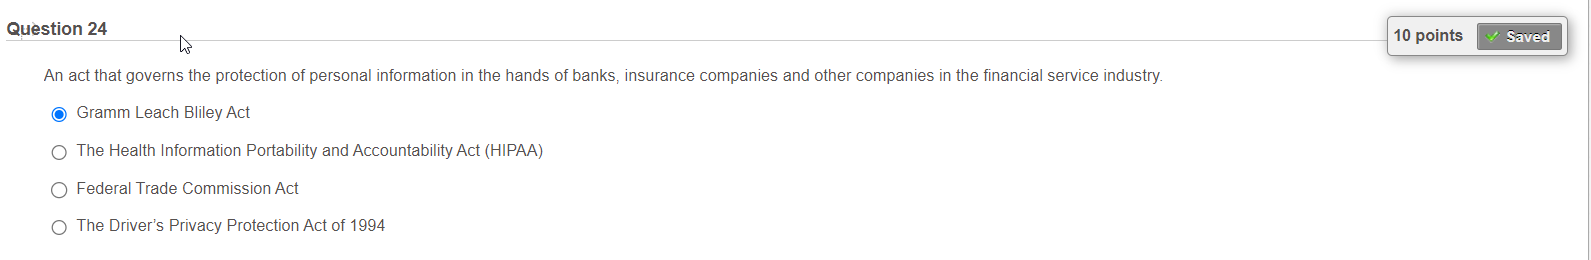 Question 24
10 points
Saved
An act that governs the protection of personal information in the hands of banks, insurance companies and other companies in the financial service industry.
Gramm Leach Bliley Act
The Health Information Portability and Accountability Act (HIPAA)
Federal Trade Commission Act
The Driver’s Privacy Protection Act of 1994